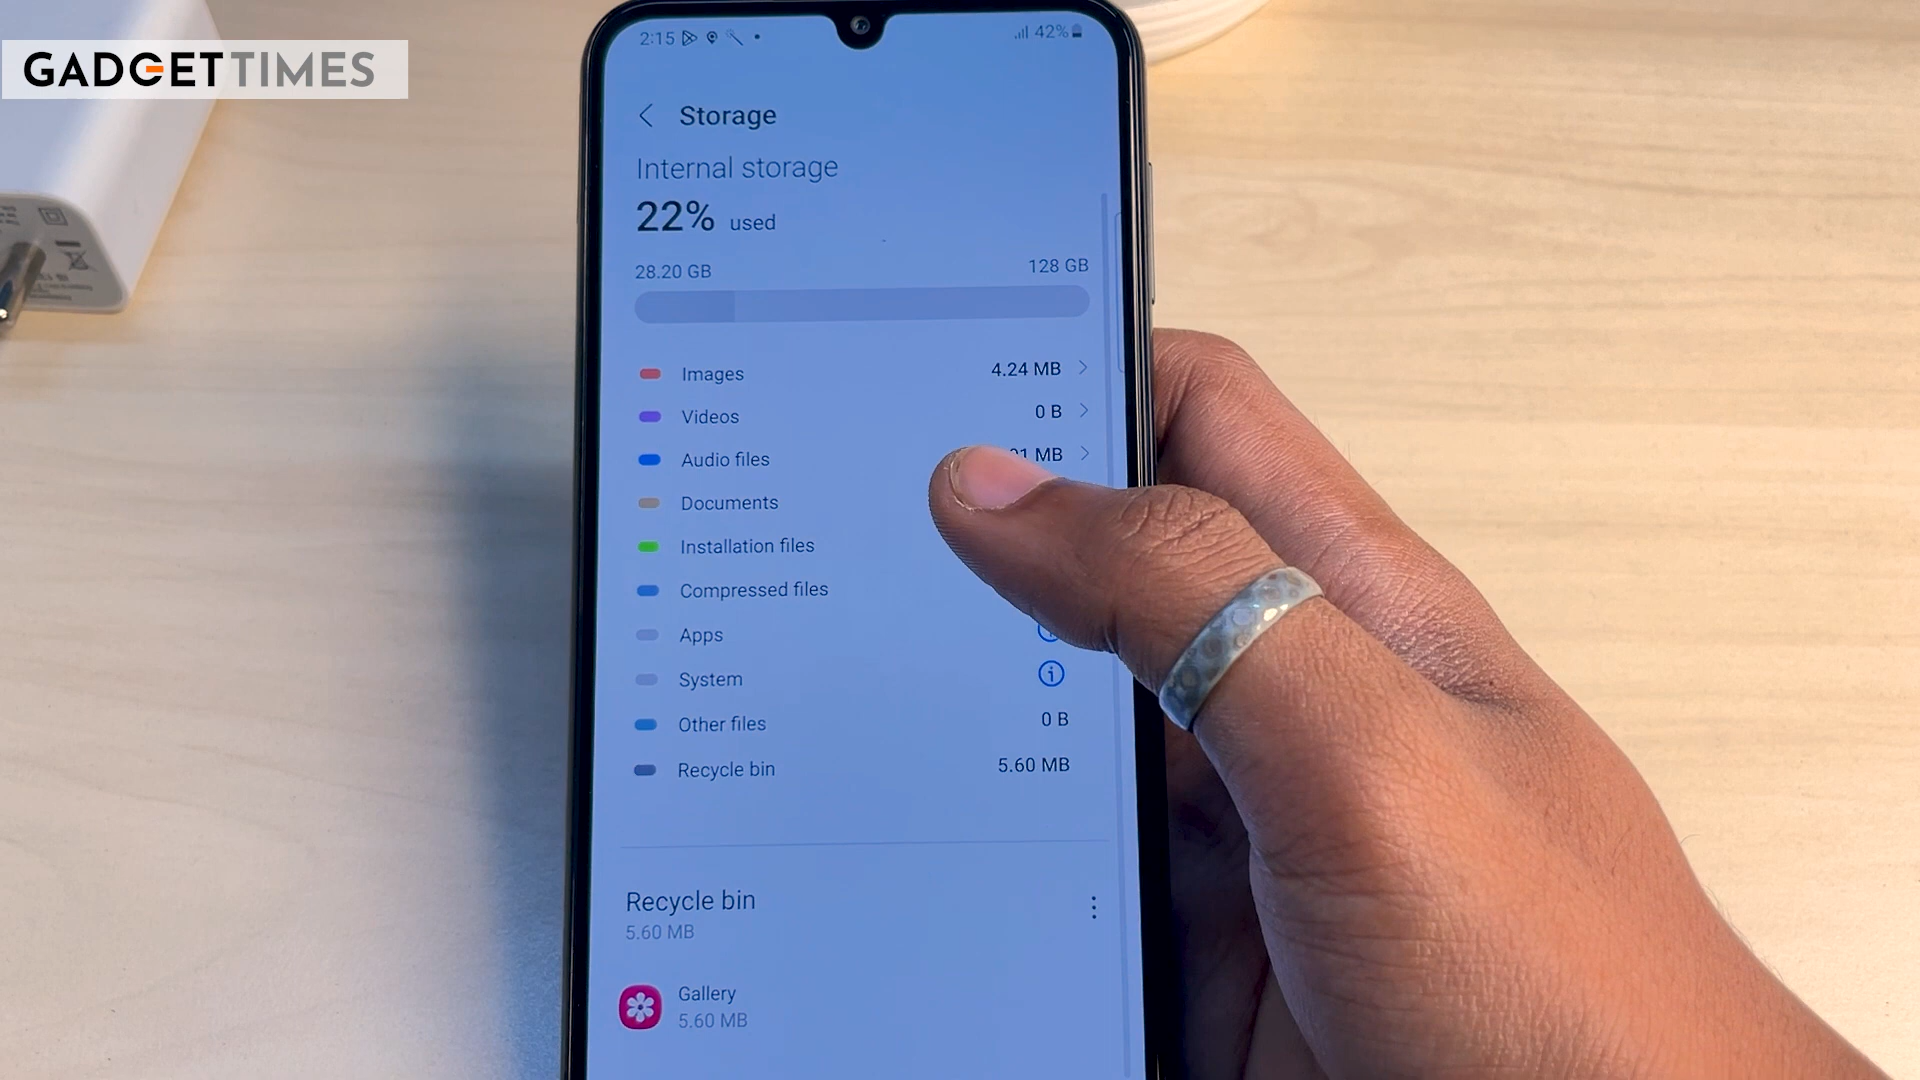 GADGETTIMES
2:15
42%
Storage
Internal storage
22% used
28.20 GB 128 GB
Images 4.24 MB
Videos 0 B
Audio files MB
Documents
Installation files
Compressed files
Apps
System
Other files 0 B
Recycle bin 5.60 MB
Recycle bin
5.60 MB
Gallery
5.60 MB